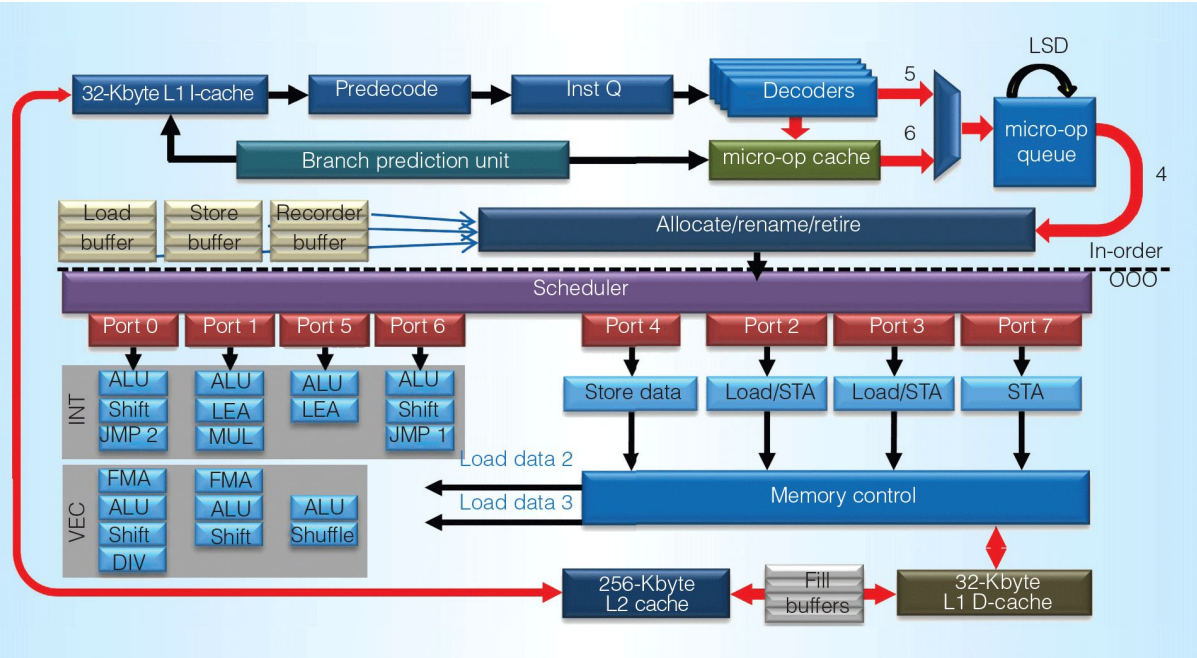 LSD
32-Kbyte L1 I-cache
Predecode
Inst Q
Decoders
5
micro-op
queue
Branch prediction unit
micro-op cache
6
4
Load
buffer
Store
buffer
Recorder
buffer
Allocate/rename/retire
In-order
OOO
Scheduler
Port 0
Port 1
Port 5
Port 6
Port 4
Port 2
Port 3
Port 7
INT
ALU
Shift
JMP 2
ALU
LEA
MUL
ALU
LEA
ALU
Shift
JMP 1
Store data
Load/STA
Load/STA
STA
VEC
FMA
ALU
Shift
DIV
FMA
ALU
Shift
ALU
Shuffle
Load data 2
Load data 3
Memory control
256-Kbyte
L2 cache
Fill
buffers
32-Kbyte
L1 D-cache